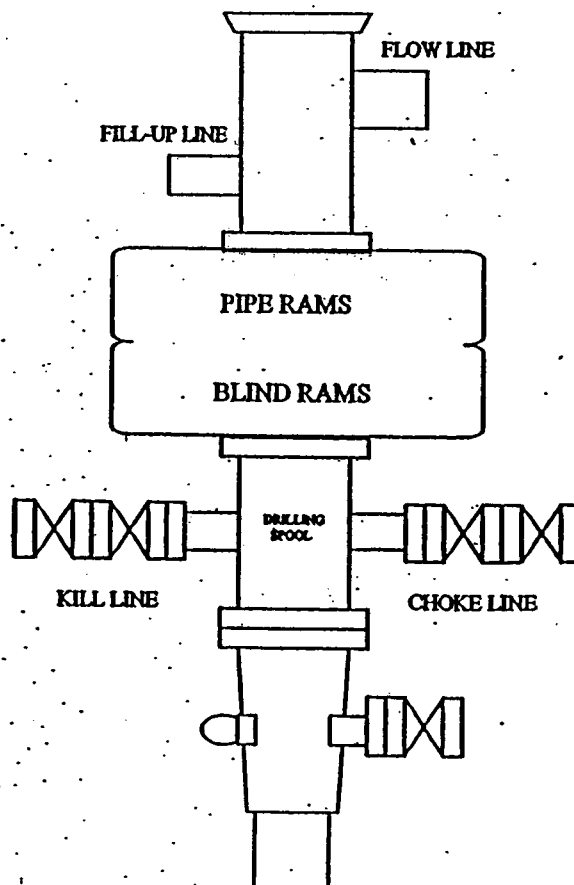 FLOW LINE
FILL-UP LINE
PIPE RAMS
BLIND RAMS
DRILLING
SPOOL
KILL LINE
CHOKE LINE